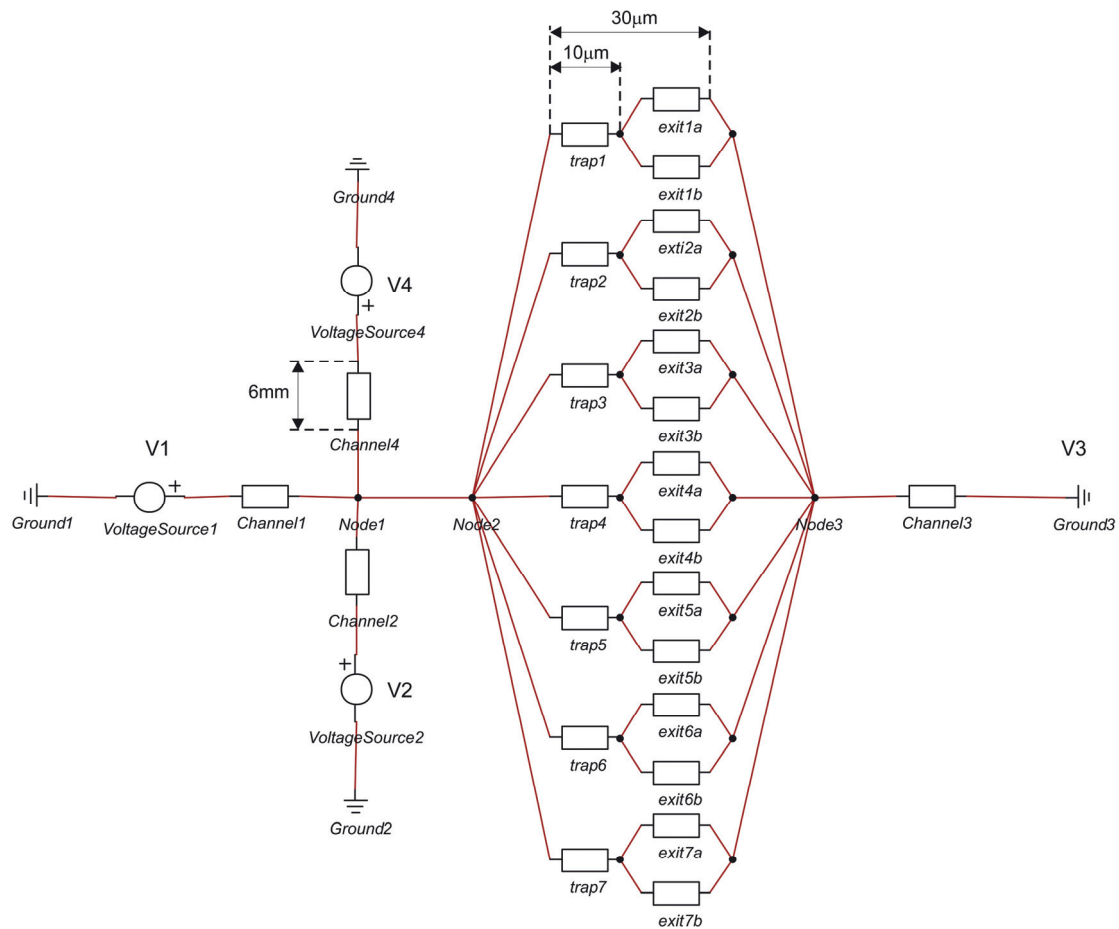 30μm
10μm
exit1a
trap1
exit1b
Ground4
exti2a
trap2
V4
exit2b
VoltageSource4
exit3a
trap3
6mm
exit3b
Channel4
V1
V3
exit4a
trap4
Ground1
VoltageSource1
Channel1
Node1
Node2
Node3
Channel3
Ground3
exit4b
exit5a
Channel2
trap5
exit5b
V2
exit6a
VoltageSource2
trap6
exit6b
Ground2
exit7a
trap7
exit7b